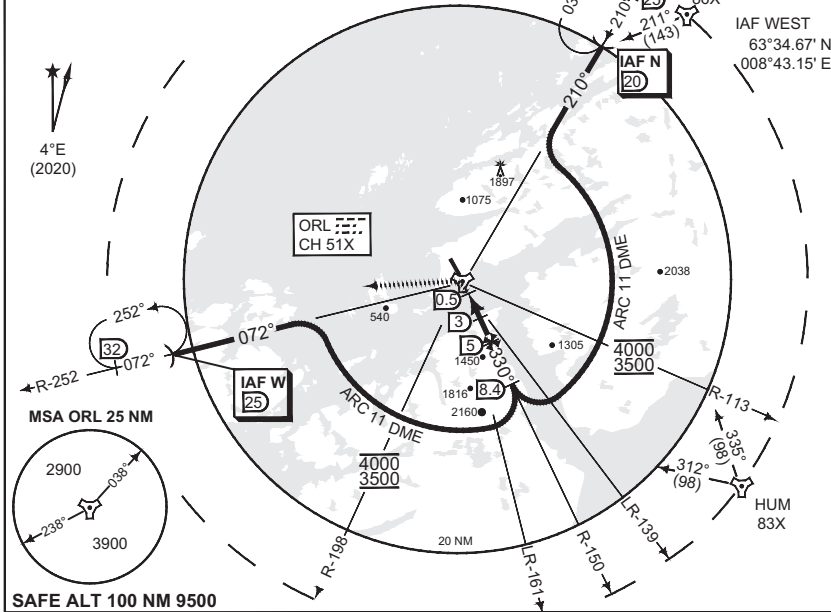 210°
211°
(143)
IAF WEST
63°34.67' N
008°43.15' E
IAF N
20
210°
4°E
(2020)
1897
1075
ORL
CH 51X
ARC 11 DME
2038
0.5
540
3
5
1450
330°
1305
252°
32
072°
072°
R-252
IAF W
25
4000
3500
1816
8.4
2160
ARC 11 DME
R-113
MSA ORL 25 NM
2900
038°
238°
3900
4000
3500
335°
(98)
312°
(98)
HUM
83X
R-198
20 NM
LR-161
R-150
LR-139
SAFE ALT 100 NM 9500